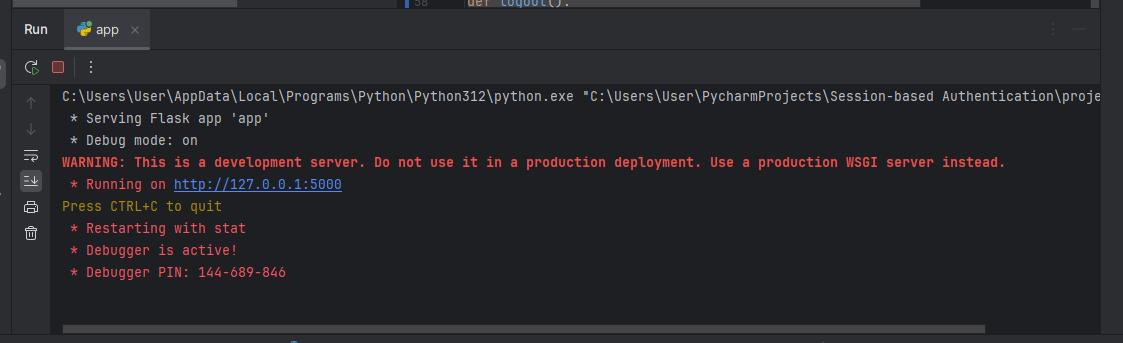 58 def logout():
Run app
C:\Users\User\AppData\Local\Programs\Python\Python312\python.exe "C:\Users\User\PycharmProjects\Session-based Authentication\proje
* Serving Flask app 'app'
* Debug mode: on
WARNING: This is a development server. Do not use it in a production deployment. Use a production WSGI server instead.
* Running on http://127.0.0.1:5000
Press CTRL+C to quit
* Restarting with stat
* Debugger is active!
* Debugger PIN: 144-689-846